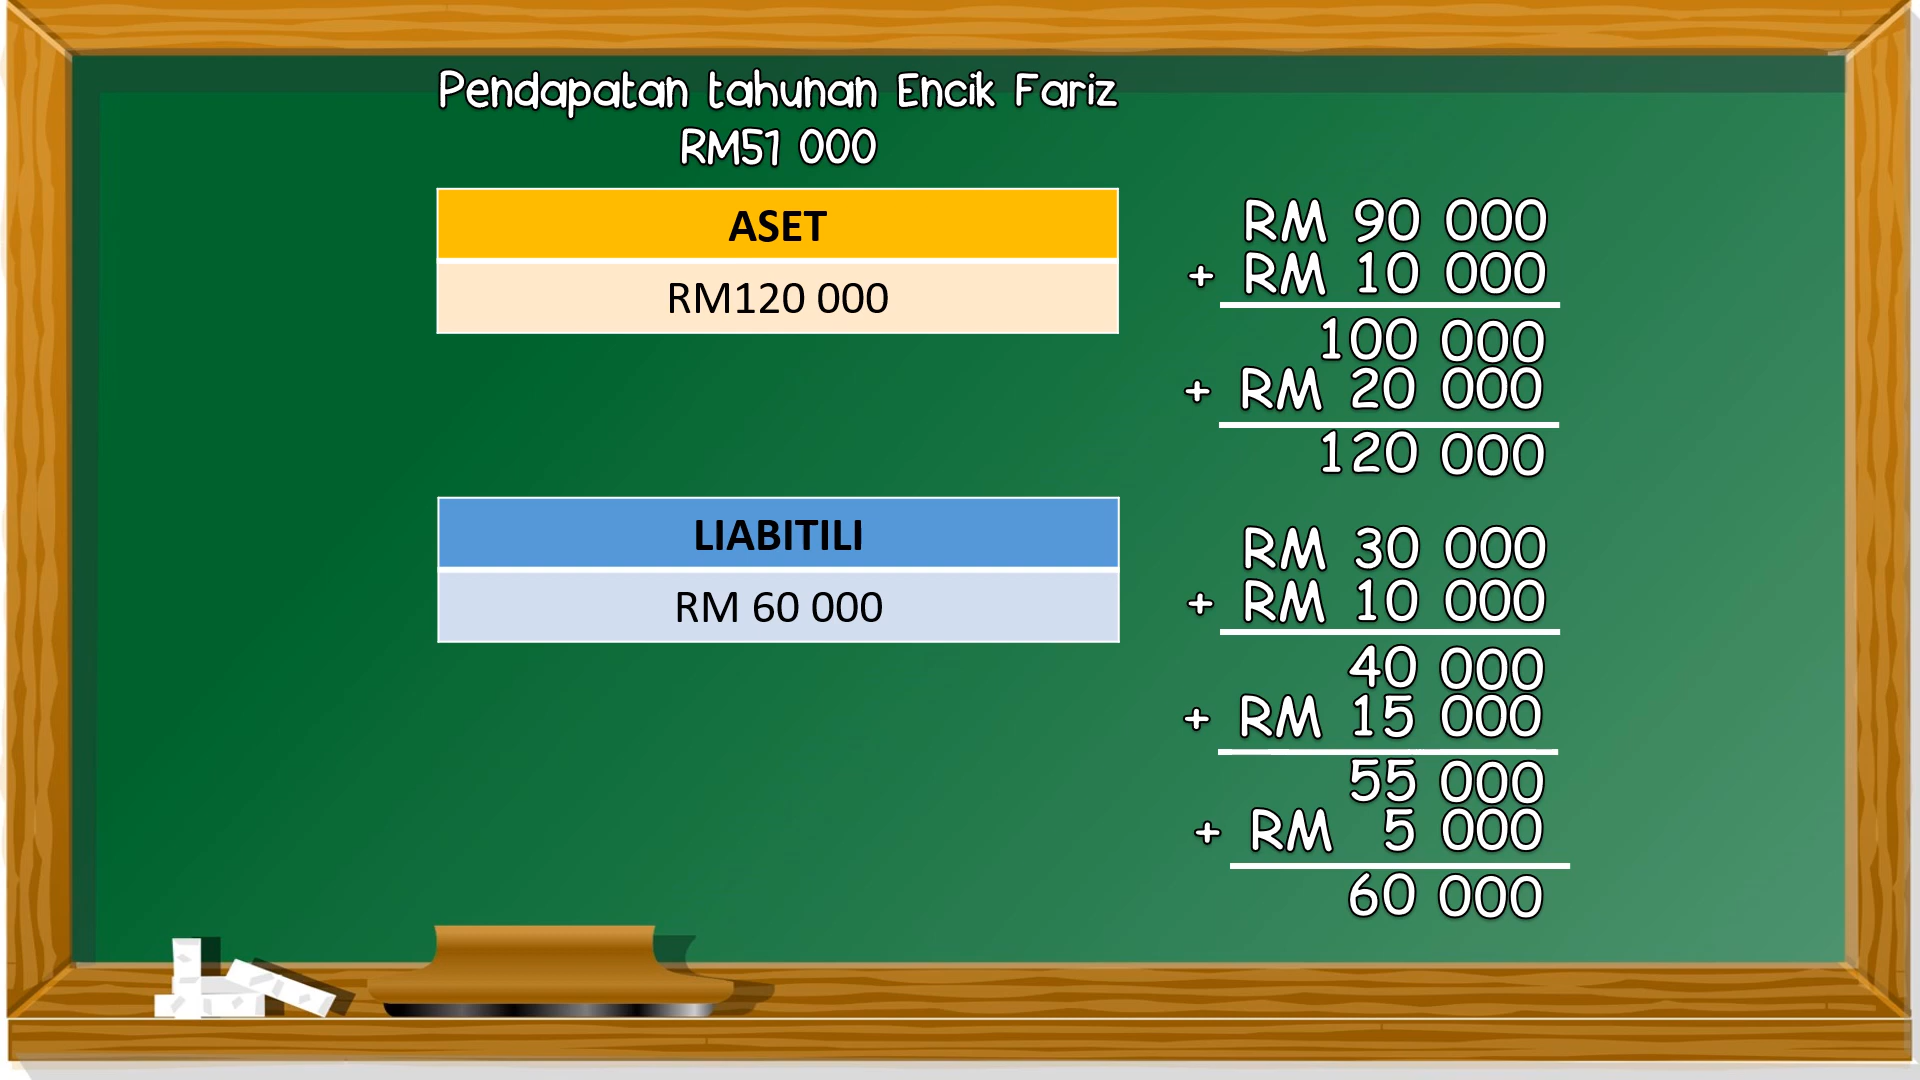 Pendapatan tahunan Encik Fariz
RM51 000
ASET
RM120 000
RM 90 000
+ RM 10 000
100 000
+ RM 20 000
120 000
LIABITILI
RM 60 000
RM 30 000
+ RM 10 000
40 000
+ RM 15 000
55 000
+ RM 5 000
60 000